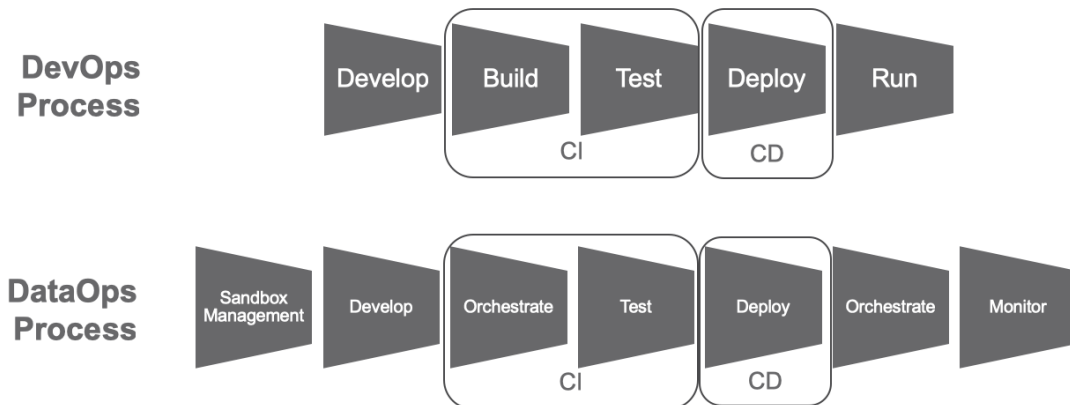 DevOps
Process
Develop
Build
Test
Deploy
Run
CI
CD
DataOps
Process
Sandbox
Management
Develop
Orchestrate
Test
Deploy
Orchestrate
Monitor
CI
CD